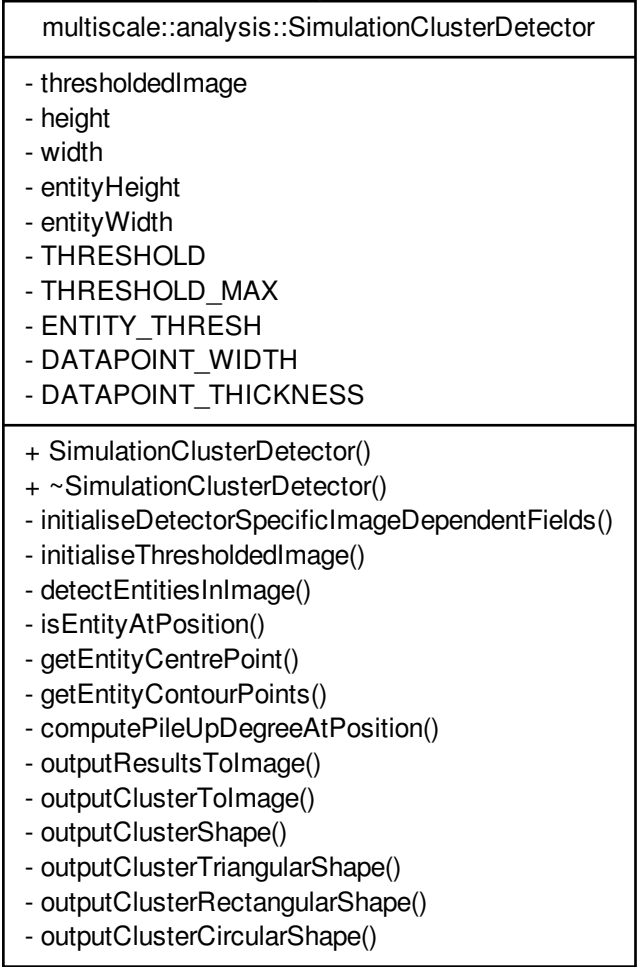 multiscale::analysis::SimulationClusterDetector
- thresholdedImage
- height
- width
- entityHeight
- entityWidth
- THRESHOLD
- THRESHOLD_MAX
- ENTITY_THRESH
- DATAPOINT_WIDTH
- DATAPOINT_THICKNESS
+ SimulationClusterDetector()
+ ~SimulationClusterDetector()
- initialiseDetectorSpecificImageDependentFields()
- initialiseThresholdedImage()
- detectEntitiesInImage()
- isEntityAtPosition()
- getEntityCentrePoint()
- getEntityContourPoints()
- computePileUpDegreeAtPosition()
- outputResultsToImage()
- outputClusterToImage()
- outputClusterShape()
- outputClusterTriangularShape()
- outputClusterRectangularShape()
- outputClusterCircularShape()